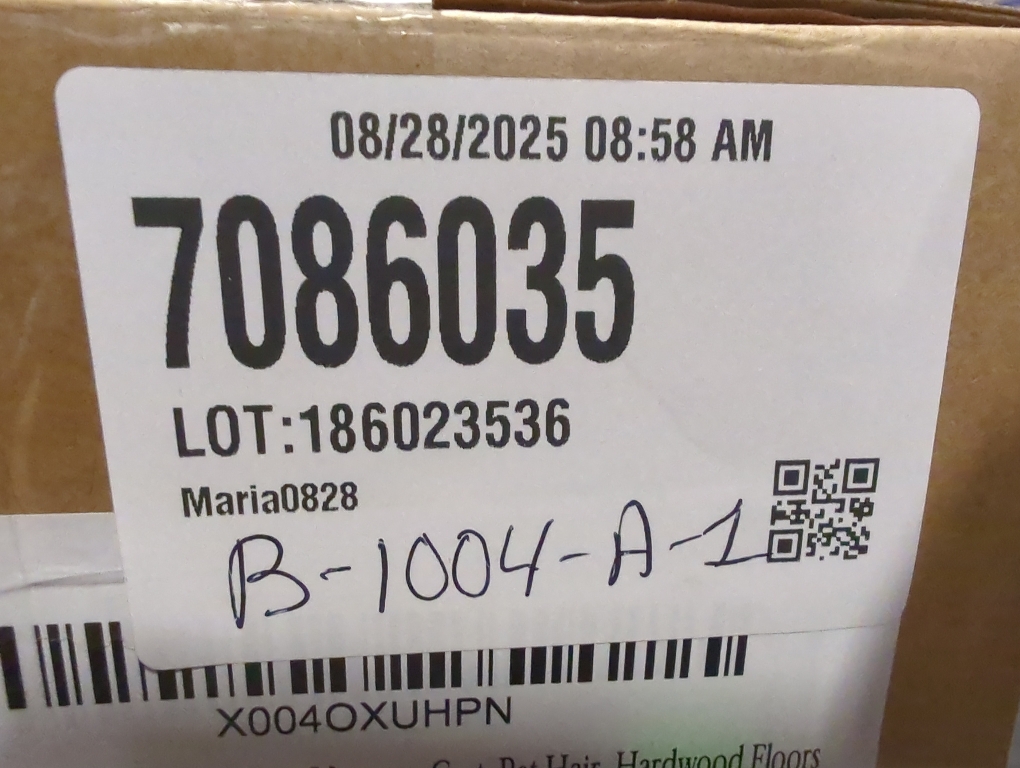 08/28/2025 08:58 AM
7086035
LOT:186023536
Maria0828
B-1004-A-1
X004OXUHPN
Pet Hair, Hardwood Floors